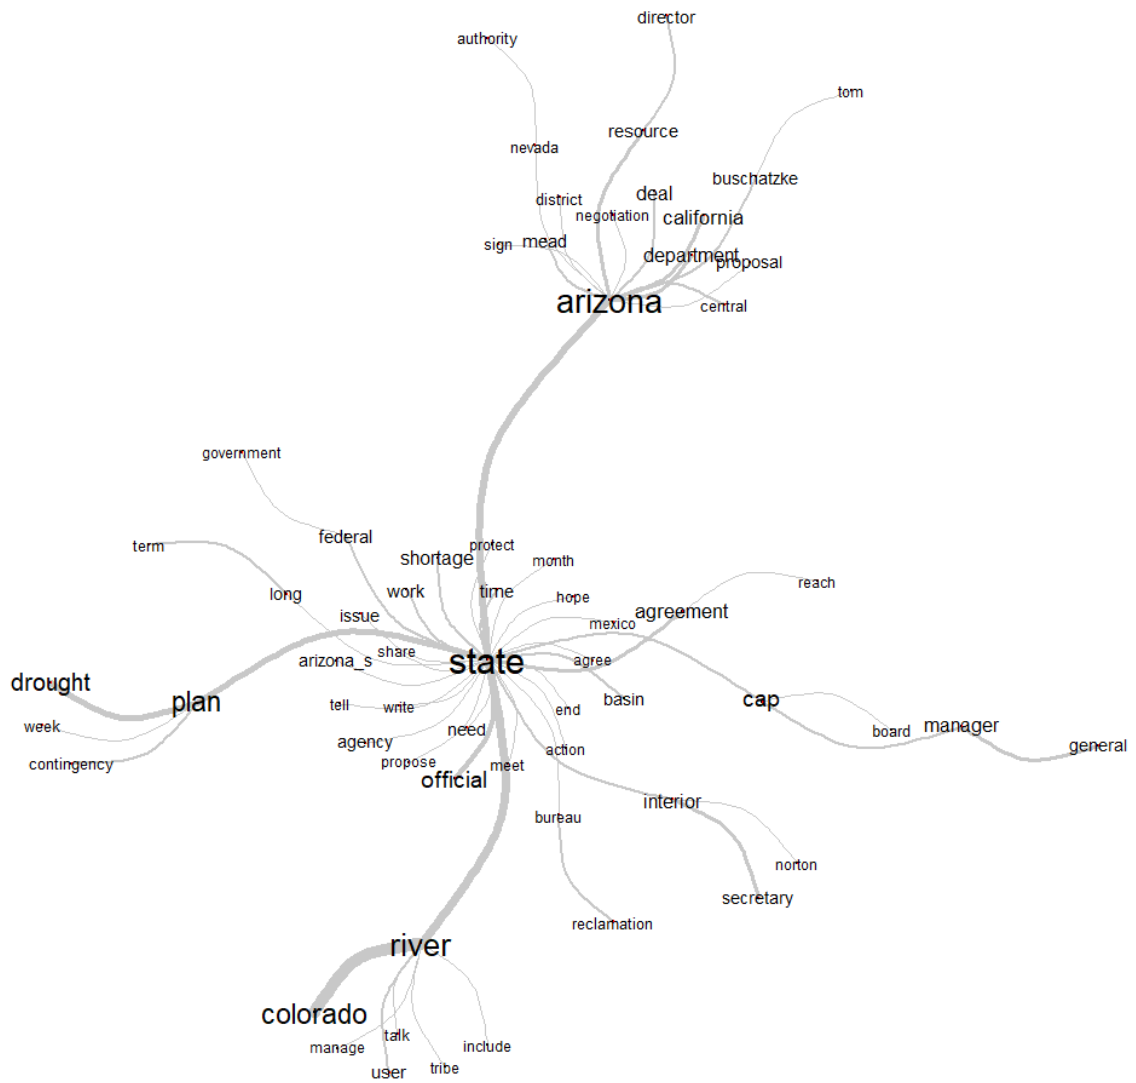 director
authority
tom
resource
nevada
buschatzke
district
deal
negotiation
california
sign
mead
department
proposal
arizona
central
government
federal
protect
term
shortage
month
reach
long
work
time
hope
issue
agreement
mexico
share
arizona_s
state
agree
drought
plan
tell
write
end
basin
cap
week
need
board
manager
agency
action
general
contingency
propose
meet
official
interior
bureau
norton
secretary
reclamation
river
colorado
talk
manage
include
user
tribe